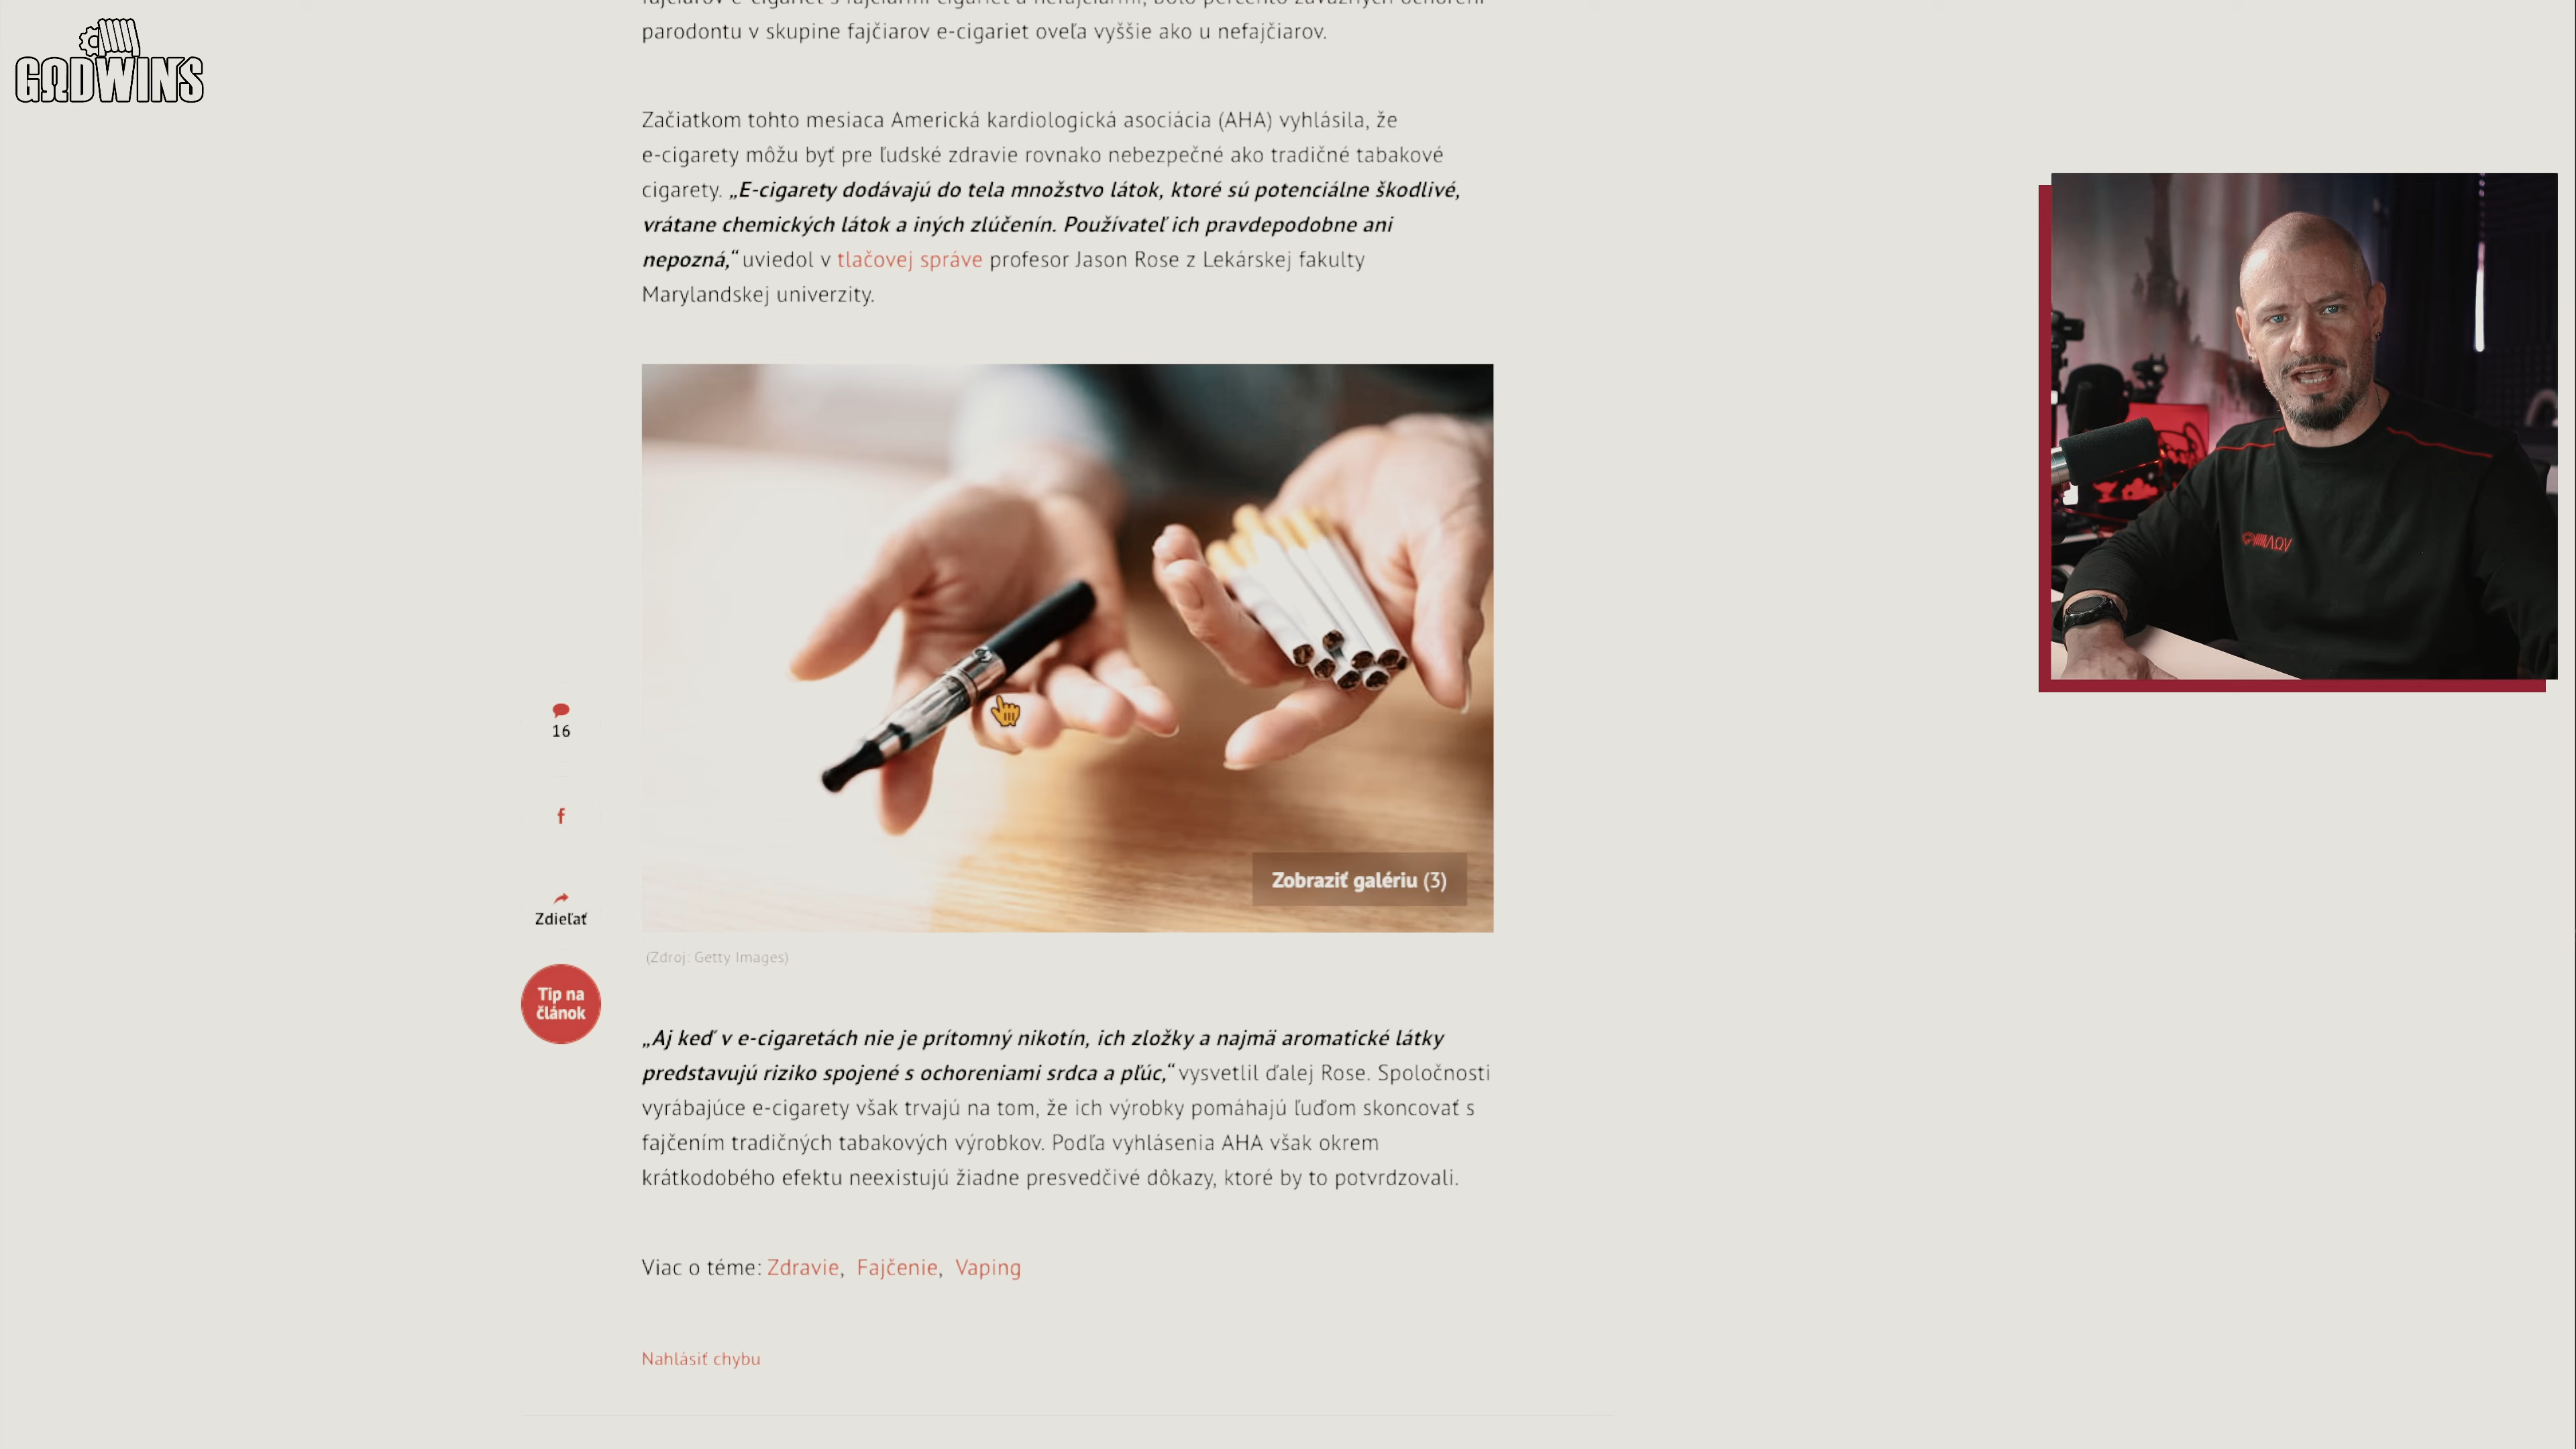 GΩDWINS
parodontu v skupine fajčiarov e-cigariet oveľa vyššie ako u nefajčiarov.
Začiatkom tohto mesiaca Americká kardiologická asociácia (AHA) vyhlásila, že
e-cigarety môžu byť pre ľudské zdravie rovnako nebezpečné ako tradičné tabakové
cigarety. „E-cigarety dodávajú do tela množstvo látok, ktoré sú potenciálne škodlivé,
vrátane chemických látok a iných zlúčenín. Používateľ ich pravdepodobne ani
nepozná,“ uviedol v tlačovej správe profesor Jason Rose z Lekárskej fakulty
Marylandskej univerzity.
16
Zdieľať
Tip na
článok
Zobraziť galériu (3)
(Zdroj: Getty Images)
„Aj keď v e-cigaretách nie je prítomný nikotín, ich zložky a najmä aromatické látky
predstavujú riziko spojené s ochoreniami srdca a pľúc,“ vysvetlil ďalej Rose. Spoločnosti
vyrábajúce e-cigarety však trvajú na tom, že ich výrobky pomáhajú ľuďom skoncovať s
fajčením tradičných tabakových výrobkov. Podľa vyhlásenia AHA však okrem
krátkodobého efektu neexistujú žiadne presvedčivé dôkazy, ktoré by to potvrdzovali.
Viac o téme: Zdravie, Fajčenie, Vaping
Nahlásiť chybu